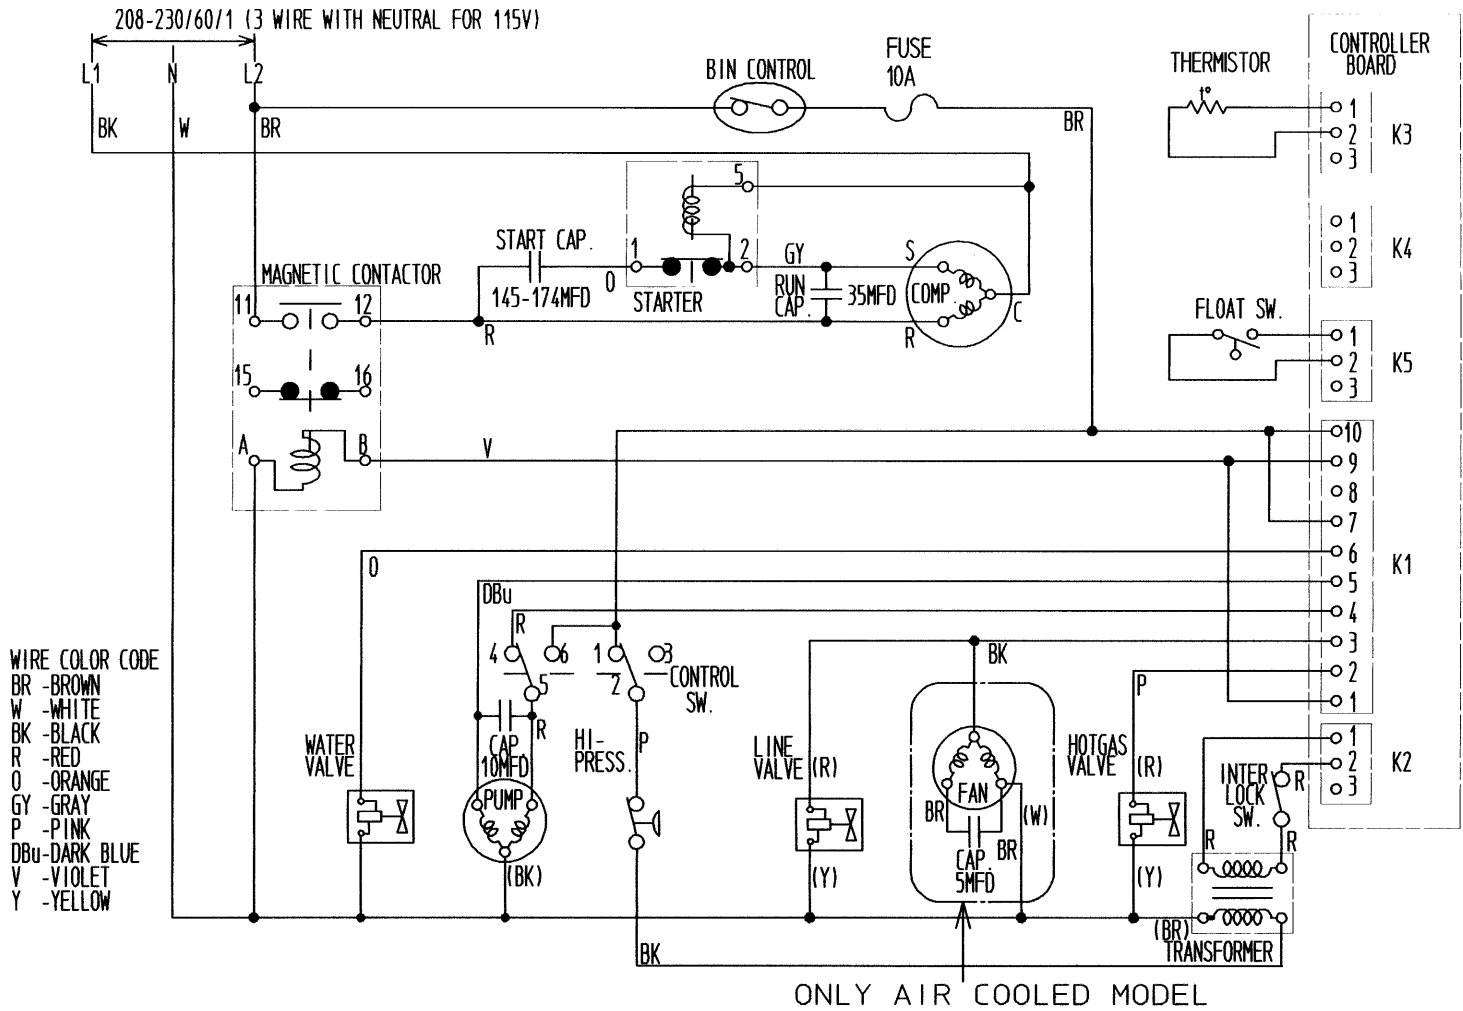 208-230/60/1 (3 WIRE WITH NEUTRAL FOR 115V)
L1 N L2
BK W BR
BIN CONTROL
FUSE
10A
BR
THERMISTOR
t°
CONTROLLER
BOARD
1
2
3
K3
1
2
3
K4
FLOAT SW.
1
2
3
K5
5
START CAP.
145-174MFD
1
2
O
STARTER
GY
RUN
CAP.
35MFD
S
COMP
C
R
MAGNETIC CONTACTOR
11 12
R
15 16
A B
V
10
9
8
7
6
5
4
3
2
1
K1
O
DBu
R
4 6 1 3
5 2
CONTROL
SW.
BK
P
WIRE COLOR CODE
BR -BROWN
W -WHITE
BK -BLACK
R -RED
O -ORANGE
GY -GRAY
P -PINK
DBu-DARK BLUE
V -VIOLET
Y -YELLOW
WATER
VALVE
CAP.
10MFD
R
PUMP
(BK)
HI-
PRESS.
P
BK
LINE
VALVE
(R)
(Y)
FAN
BR
(W)
CAP.
5MFD
BR
HOTGAS
VALVE
(R)
(Y)
1
2
3
K2
INTER
LOCK
SW.
R
R
R
(BR)
TRANSFORMER
ONLY AIR COOLED MODEL